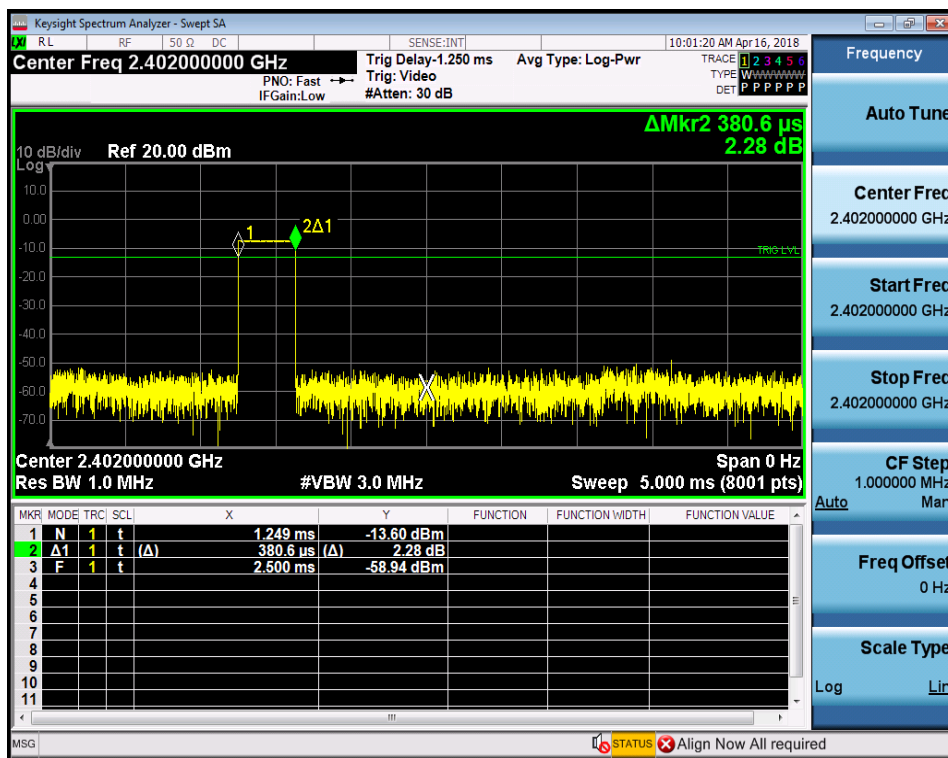 Keysight Spectrum Analyzer - Swept SA
LXI RL RF 50 Ω DC SENSE:INT 10:01:20 AM Apr 16, 2018
Center Freq 2.402000000 GHz
PNO: Fast
IFGain:Low
Trig Delay-1.250 ms
Trig: Video
#Atten: 30 dB
Avg Type: Log-Pwr
TRACE 1 2 3 4 5 6
TYPE WWWWWWW
DET P P P P P P
ΔMkr2 380.6 µs
2.28 dB
10 dB/div Ref 20.00 dBm
Log
10.0
0.00
-10.0
-20.0
-30.0
-40.0
-50.0
-60.0
-70.0
1
2Δ1
TRIG LVL
X
Center 2.402000000 GHz Span 0 Hz
Res BW 1.0 MHz #VBW 3.0 MHz Sweep 5.000 ms (8001 pts)
MKR MODE TRC SCL X Y FUNCTION FUNCTION WIDTH FUNCTION VALUE
1 N 1 t 1.249 ms -13.60 dBm
2 Δ1 1 t (Δ) 380.6 µs (Δ) 2.28 dB
3 F 1 t 2.500 ms -58.94 dBm
4
5
6
7
8
9
10
11
MSG STATUS Align Now All required
Frequency
Auto Tune
Center Freq
2.402000000 GHz
Start Freq
2.402000000 GHz
Stop Freq
2.402000000 GHz
CF Step
1.000000 MHz
Auto Man
Freq Offset
0 Hz
Scale Type
Log Lin